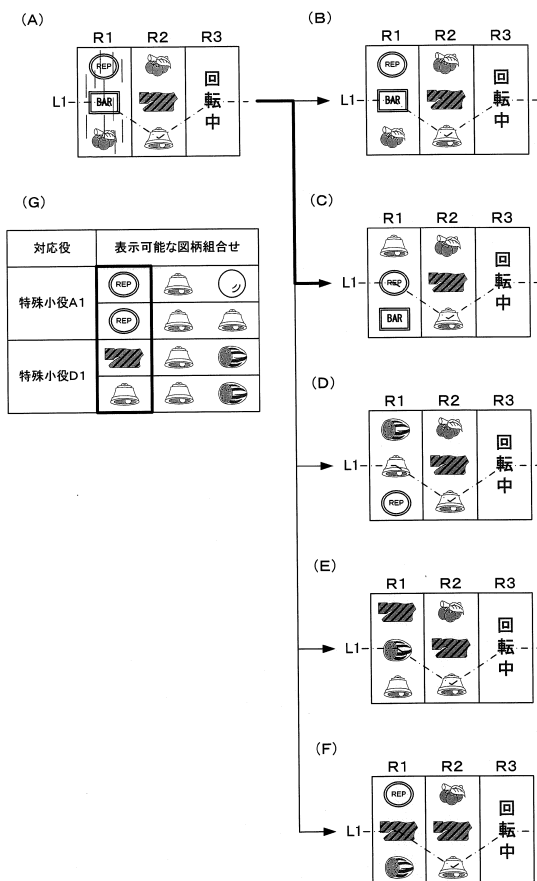 (A)
R1 R2 R3
REP
L1 BAR
回転中
(B)
R1 R2 R3
REP
L1 BAR
回転中
(C)
R1 R2 R3
L1 REP
BAR
回転中
(G)
対応役 表示可能な図柄組合せ
特殊小役A1 REP
REP
特殊小役D1
(D)
R1 R2 R3
L1
REP
回転中
(E)
R1 R2 R3
L1
回転中
(F)
R1 R2 R3
REP
L1
回転中